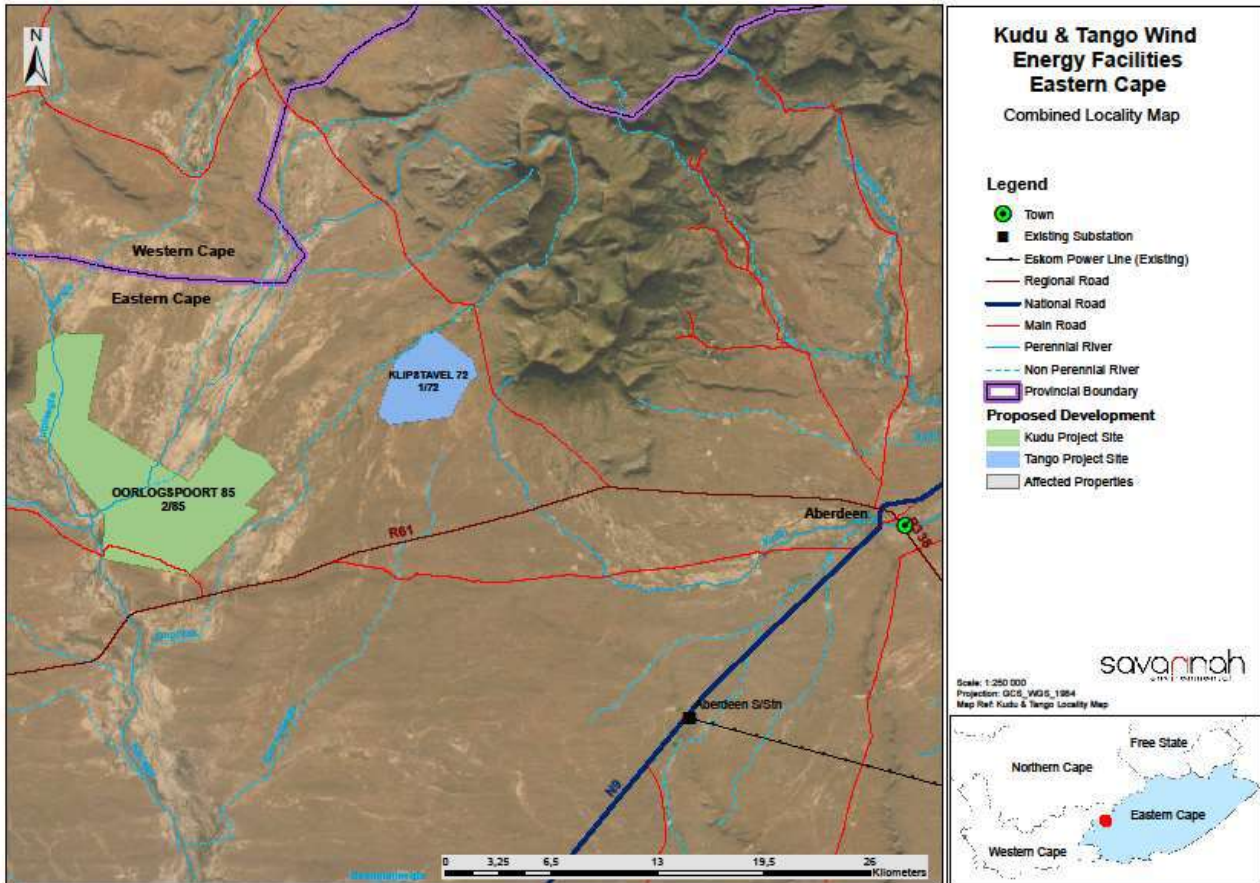 N
Western Cape
Eastern Cape
KLIPSTAVEL 72
1/72
OORLOGSPOORT 85
2/85
R61
Aberdeen
R338
Aberdeen S/Stn
N9
0 3,25 6,5 13 19,5 26
Kilometers
Kudu & Tango Wind
Energy Facilities
Eastern Cape
Combined Locality Map
Legend
Town
Existing Substation
Eskom Power Line (Existing)
Regional Road
National Road
Main Road
Perennial River
Non Perennial River
Provincial Boundary
Proposed Development
Kudu Project Site
Tango Project Site
Affected Properties
savannah
environmental
Scale: 1:250 000
Projection: GCS_WGS_1984
Map Ref: Kudu & Tango Locality Map
Free State
Northern Cape
Eastern Cape
Western Cape